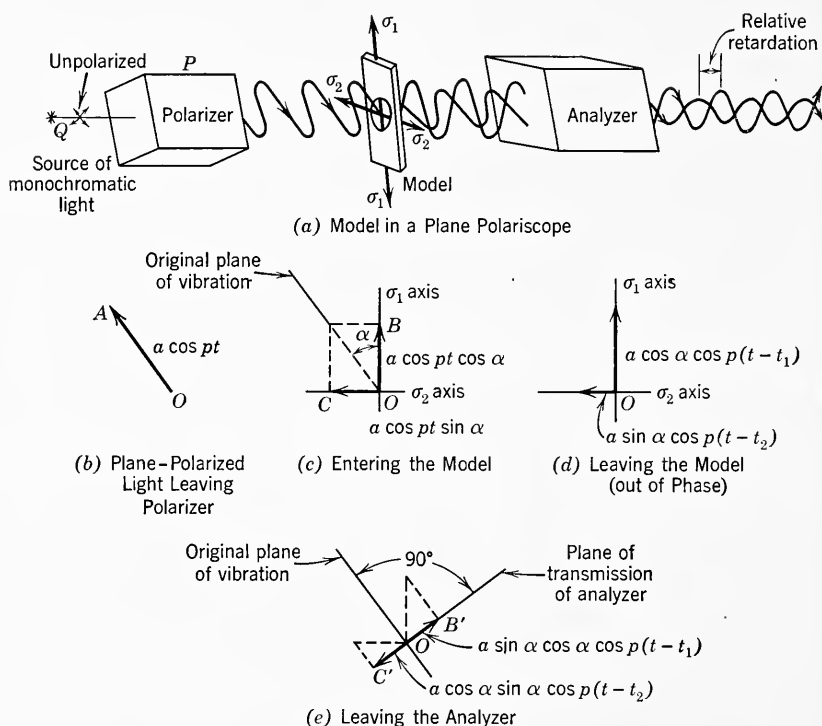 σ₁
Relative
retardation
Unpolarized
P
σ₂
Polarizer
Analyzer
Q
σ₂
Source of
monochromatic
light
σ₁
Model
(a) Model in a Plane Polariscope
Original plane
of vibration
σ₁ axis
σ₁ axis
A
B
α
a cos pt
a cos pt cos α
a cos α cos p(t − t₁)
O
C
O
σ₂ axis
O
σ₂ axis
a cos pt sin α
a sin α cos p(t − t₂)
(b) Plane-Polarized
Light Leaving
Polarizer
(c) Entering the Model
(d) Leaving the Model
(out of Phase)
Original plane
of vibration
90°
Plane of
transmission
of analyzer
B′
O
a sin α cos α cos p(t − t₁)
C′
a cos α sin α cos p(t − t₂)
(e) Leaving the Analyzer